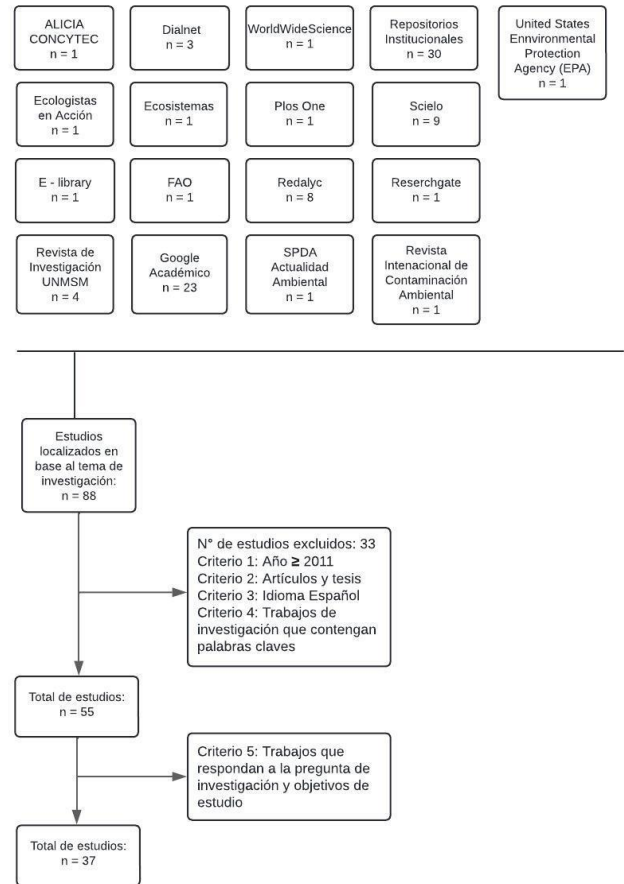 ALICIA
CONCYTEC
n = 1
Dialnet
n = 3
WorldWideScience
n = 1
Repositorios
Institucionales
n = 30
United States
Ennvironmental
Protection
Agency (EPA)
n = 1
Ecologistas
en Acción
n = 1
Ecosistemas
n = 1
Plos One
n = 1
Scielo
n = 9
E - library
n = 1
FAO
n = 1
Redalyc
n = 8
Reserchgate
n = 1
Revista de
Investigación
UNMSM
n = 4
Google
Académico
n = 23
SPDA
Actualidad
Ambiental
n = 1
Revista
Intenacional de
Contaminación
Ambiental
n = 1
Estudios
localizados en
base al tema de
investigación:
n = 88
N° de estudios excluidos: 33
Criterio 1: Año ≥ 2011
Criterio 2: Artículos y tesis
Criterio 3: Idioma Español
Criterio 4: Trabajos de
investigación que contengan
palabras claves
Total de estudios:
n = 55
Criterio 5: Trabajos que
respondan a la pregunta de
investigación y objetivos de
estudio
Total de estudios:
n = 37